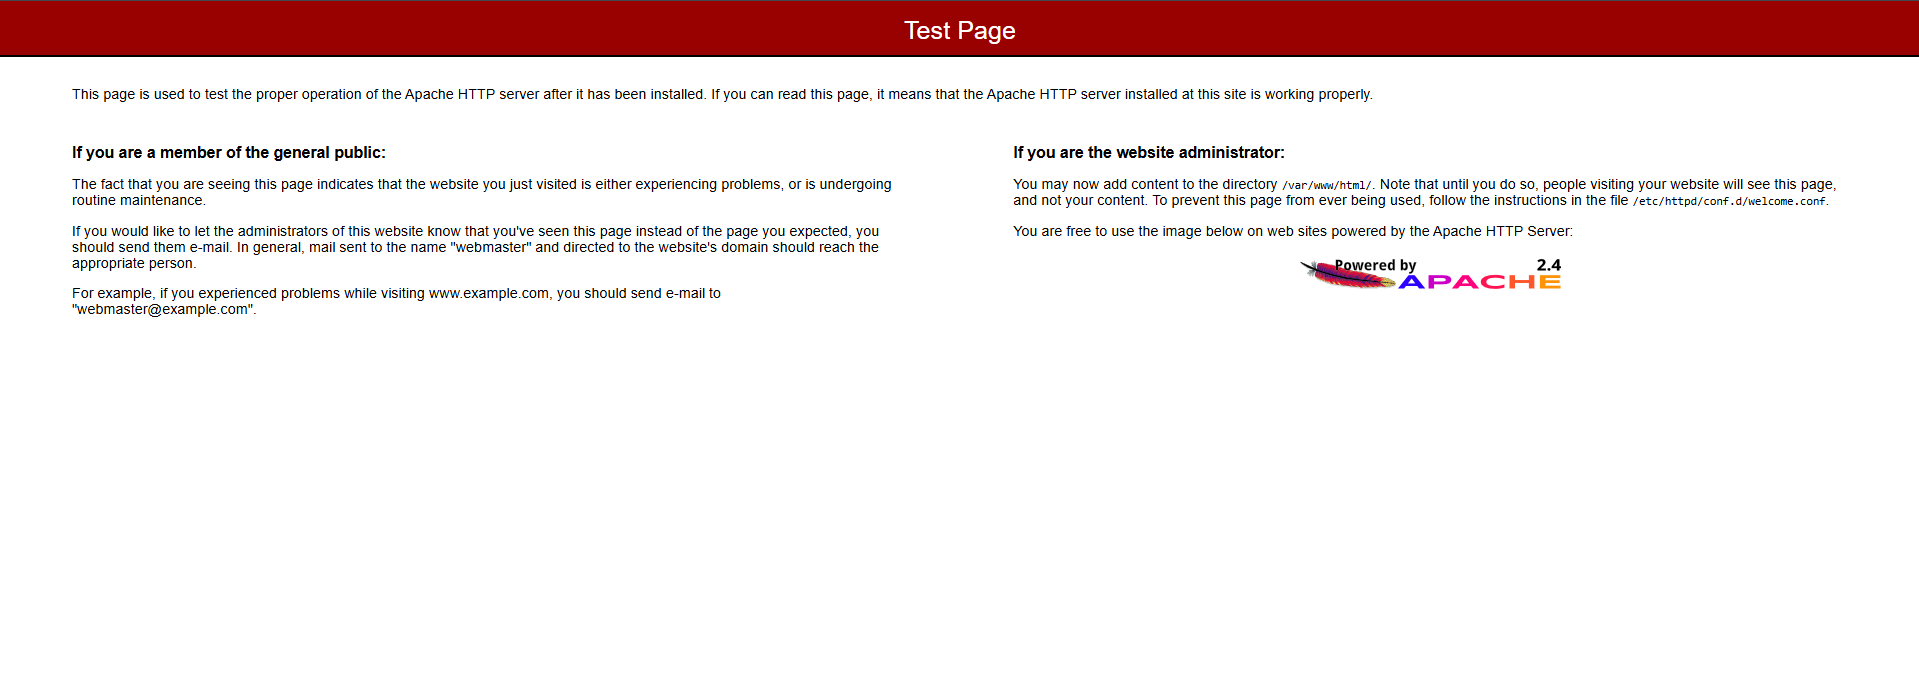 Test Page
This page is used to test the proper operation of the Apache HTTP server after it has been installed. If you can read this page, it means that the Apache HTTP server installed at this site is working properly.
If you are a member of the general public:
The fact that you are seeing this page indicates that the website you just visited is either experiencing problems, or is undergoing
routine maintenance.
If you would like to let the administrators of this website know that you've seen this page instead of the page you expected, you
should send them e-mail. In general, mail sent to the name "webmaster" and directed to the website's domain should reach the
appropriate person.
For example, if you experienced problems while visiting www.example.com, you should send e-mail to
"webmaster@example.com".
If you are the website administrator:
You may now add content to the directory /var/www/html/. Note that until you do so, people visiting your website will see this page,
and not your content. To prevent this page from ever being used, follow the instructions in the file /etc/httpd/conf.d/welcome.conf.
You are free to use the image below on web sites powered by the Apache HTTP Server:
Powered by 2.4
APACHE